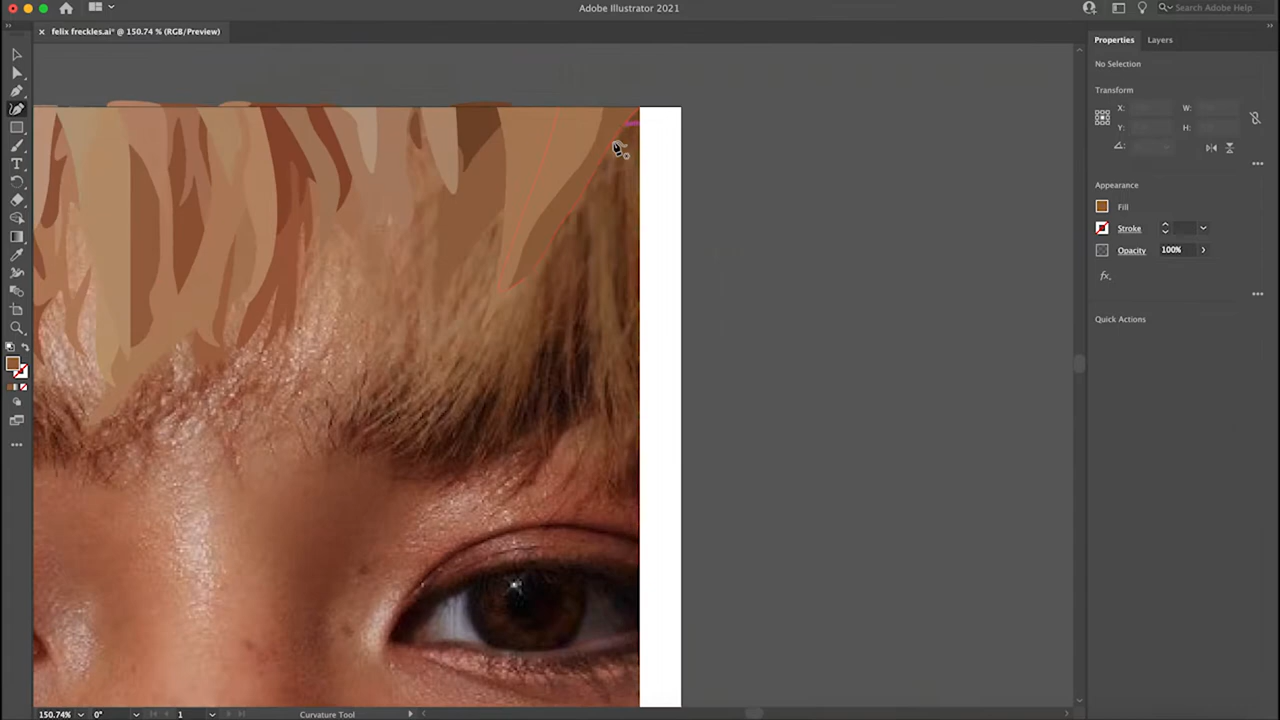 Adobe Illustrator 2021
Search Adobe Help
felix freckles.ai* @ 150.74 % (RGB/Preview)
Properties
Layers
No Selection
Transform
X:
W:
Y:
H:
Appearance
Fill
Stroke
Opacity
100%
fx.
Quick Actions
150.74%
0°
1
Curvature Tool